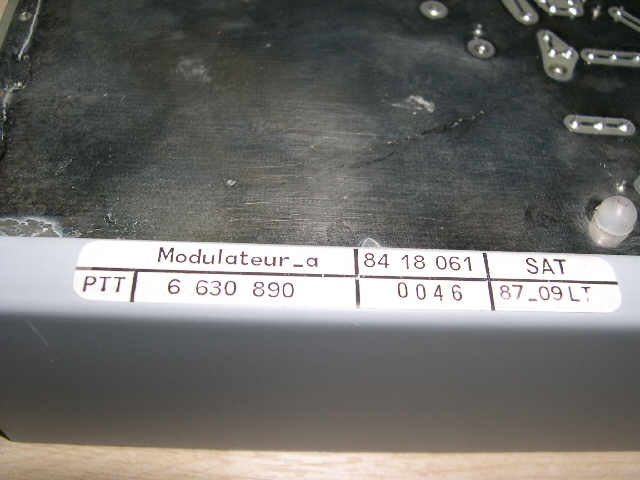 Modulateur_a 84 18 061 SAT
PTT 6 630 890 0046 87_09 LT